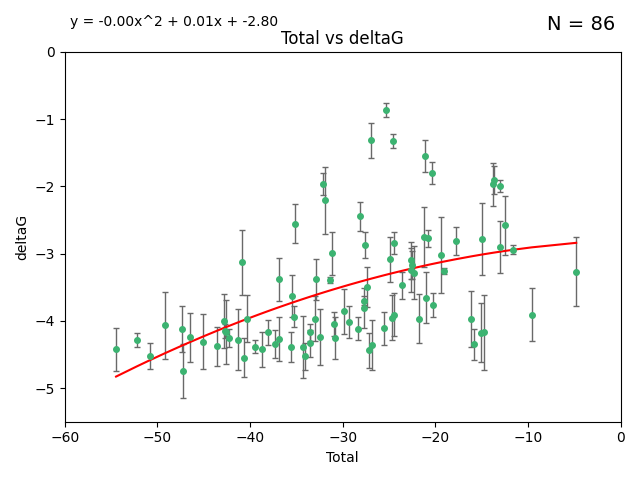 y = -0.00x^2 + 0.01x + -2.80
N = 86
Total vs deltaG
0
−1
−2
−3
−4
−5
deltaG
−60 −50 −40 −30 −20 −10 0
Total